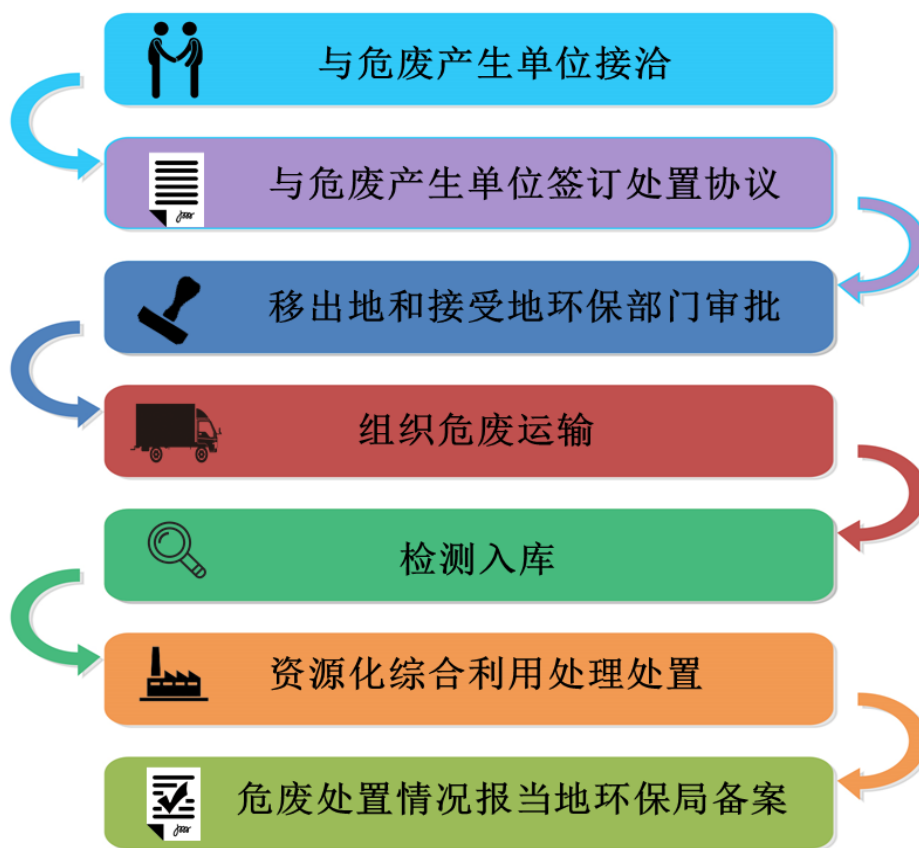 与危废产生单位接洽
与危废产生单位签订处置协议
移出地和接受地环保部门审批
组织危废运输
检测入库
资源化综合利用处理处置
危废处置情况报当地环保局备案